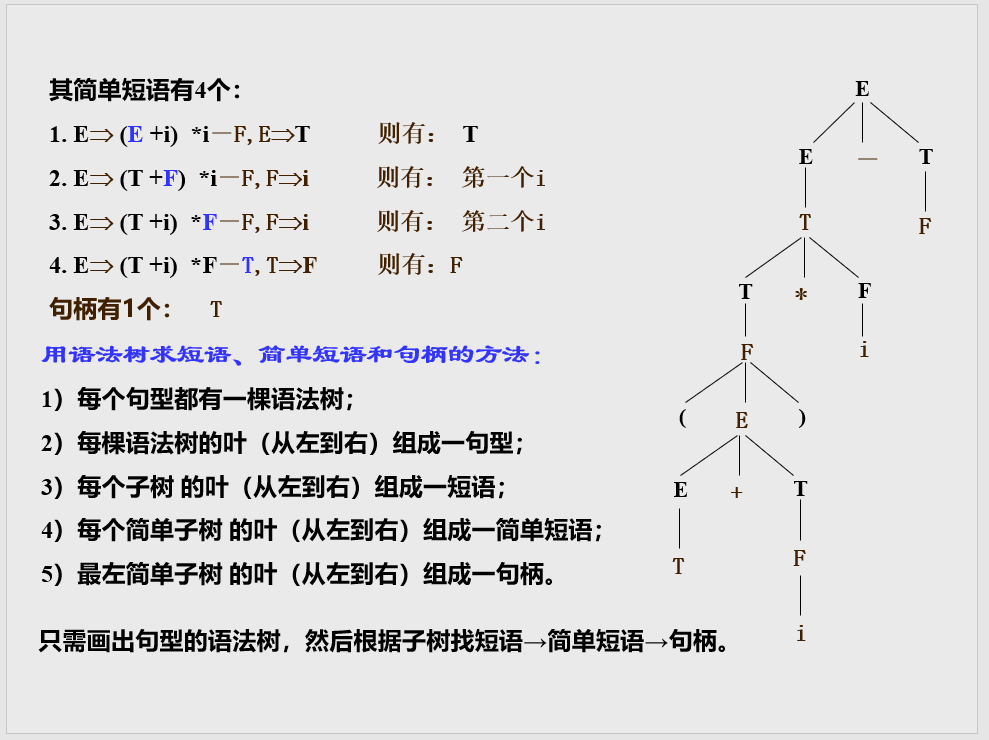 其简单短语有4个：
1. E⇒ (E +i) *i－F, E⇒T 则有： T
2. E⇒ (T +F) *i－F, F⇒i 则有： 第一个i
3. E⇒ (T +i) *F－F, F⇒i 则有： 第二个i
4. E⇒ (T +i) *F－T, T⇒F 则有：F
句柄有1个： T
用语法树求短语、简单短语和句柄的方法：
1）每个句型都有一棵语法树；
2）每棵语法树的叶（从左到右）组成一句型；
3）每个子树 的叶（从左到右）组成一短语；
4）每个简单子树 的叶（从左到右）组成一简单短语；
5）最左简单子树 的叶（从左到右）组成一句柄。
只需画出句型的语法树，然后根据子树找短语→简单短语→句柄。
E
E － T
T F
T * F
F i
( E )
E + T
T F
i